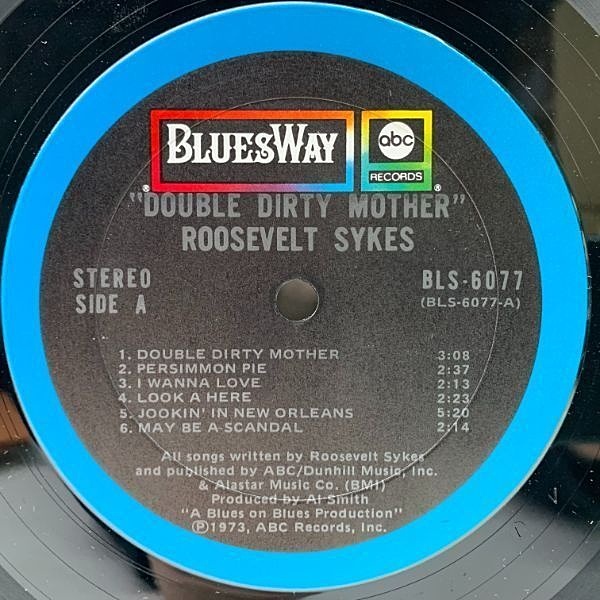 BLUESWAY
abc
RECORDS
® ®
"DOUBLE DIRTY MOTHER"
ROOSEVELT SYKES
STEREO BLS-6077
SIDE A (BLS-6077-A)
1. DOUBLE DIRTY MOTHER 3:08
2. PERSIMMON PIE 2:37
3. I WANNA LOVE 2:13
4. LOOK A HERE 2:23
5. JOOKIN' IN NEW ORLEANS 5:20
6. MAY BE A-SCANDAL 2:14
All songs written by Roosevelt Sykes
and published by ABC/Dunhill Music, Inc.
& Alastar Music Co. (BMI)
Produced by Al Smith
"A Blues on Blues Production"
℗1973, ABC Records, Inc.